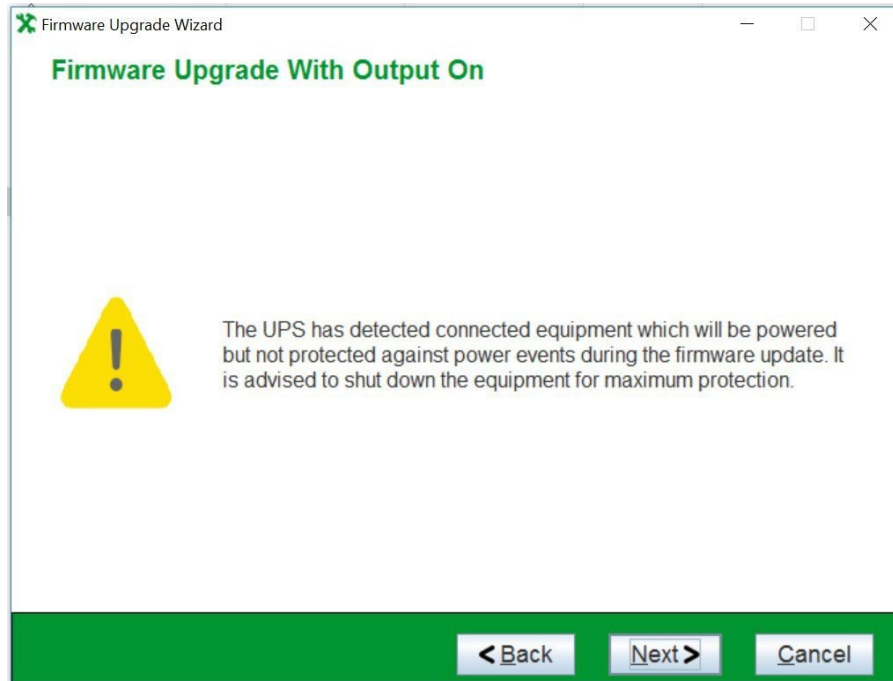 Firmware Upgrade Wizard
Firmware Upgrade With Output On
The UPS has detected connected equipment which will be powered
but not protected against power events during the firmware update. It
is advised to shut down the equipment for maximum protection.
< Back Next > Cancel